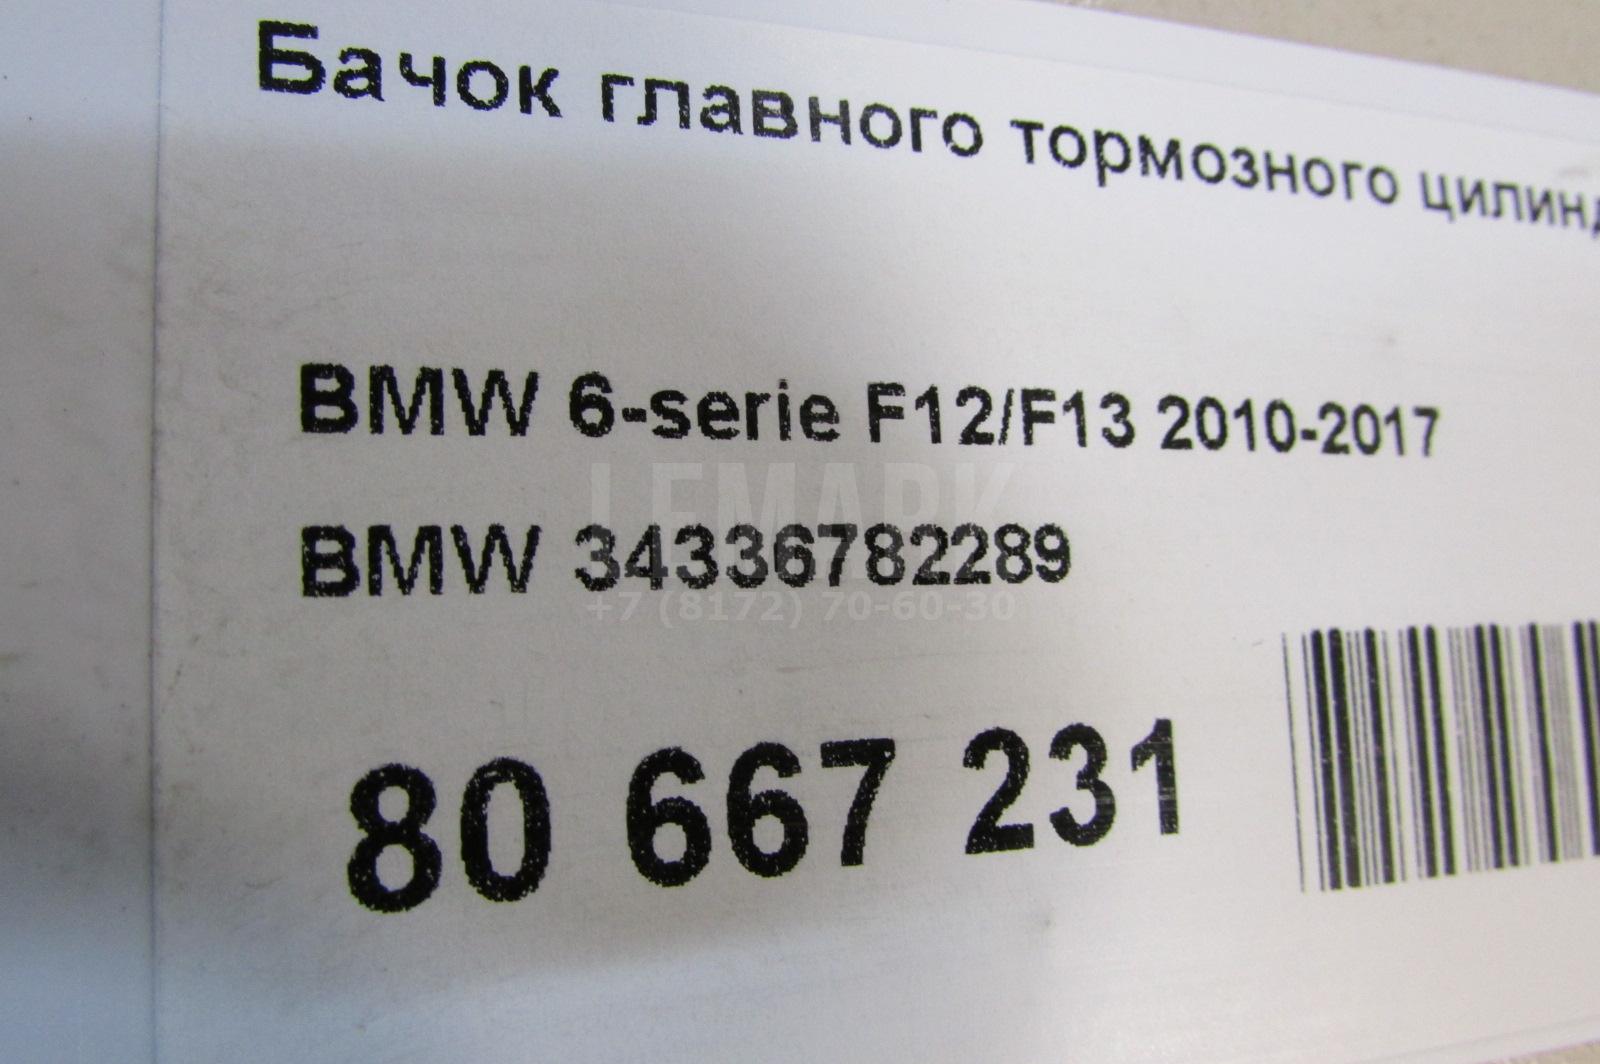 Бачок главного тормозного цилинд
BMW 6-serie F12/F13 2010-2017
LEMARK
BMW 34336782289
+7 (8172) 70-60-30
80 667 231